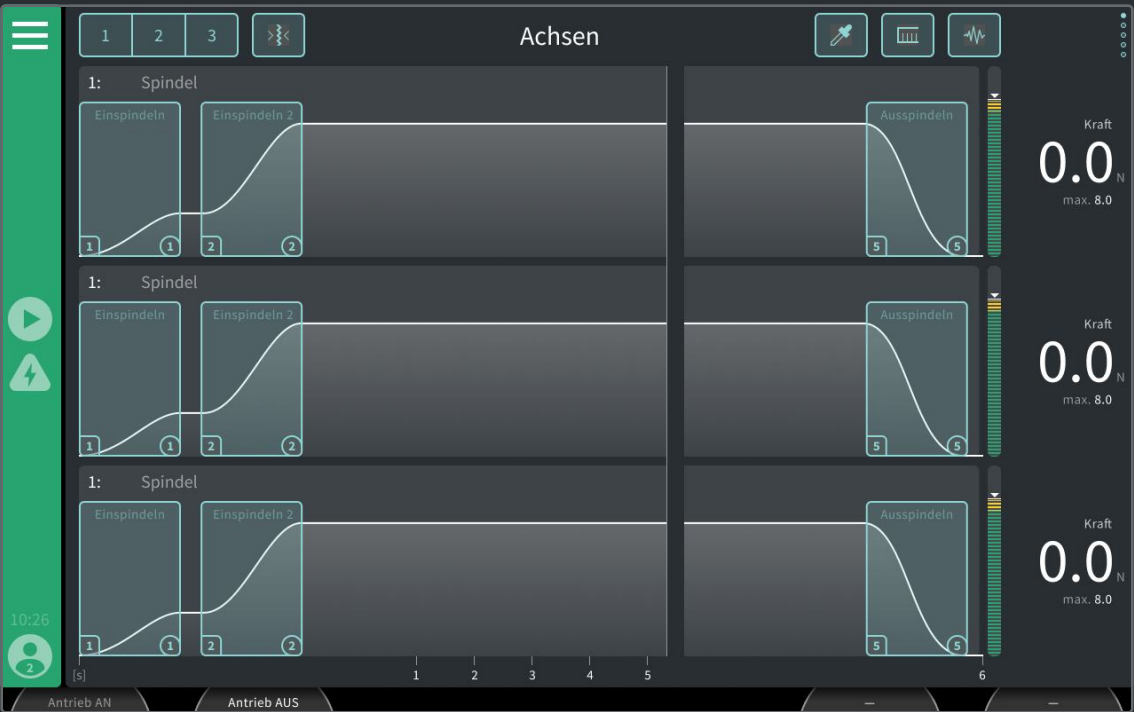 1 2 3 Achsen
1: Spindel
Einspindeln Einspindeln 2 Ausspindeln
Kraft
0.0 N
max. 8.0
1 1 2 2 5 5
1: Spindel
Einspindeln Einspindeln 2 Ausspindeln
Kraft
0.0 N
max. 8.0
1 1 2 2 5 5
1: Spindel
Einspindeln Einspindeln 2 Ausspindeln
Kraft
0.0 N
max. 8.0
10:26
1 1 2 2 5 5
2
[s] 1 2 3 4 5 6
Antrieb AN Antrieb AUS – –